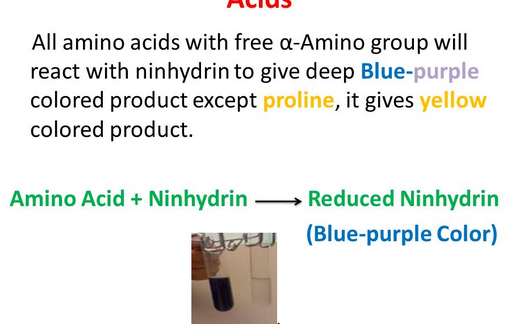 Acids
All amino acids with free α-Amino group will
react with ninhydrin to give deep Blue-purple
colored product except proline, it gives yellow
colored product.
Amino Acid + Ninhydrin ⟶ Reduced Ninhydrin
(Blue-purple Color)